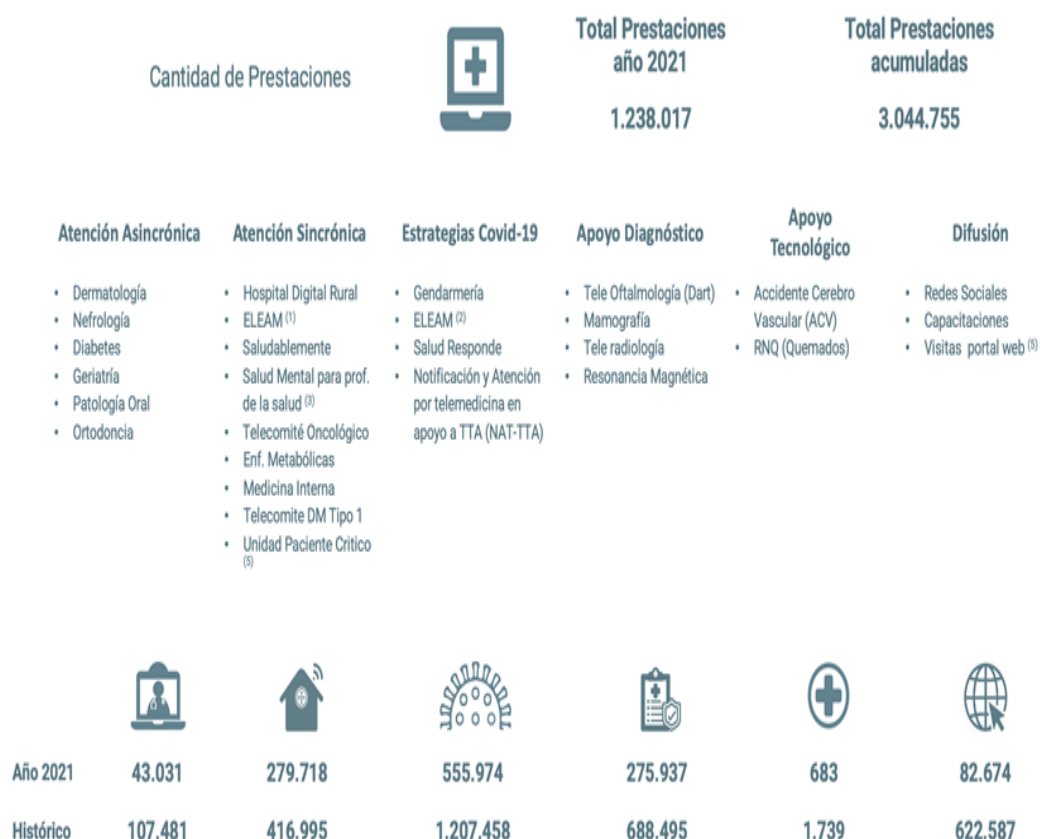 Cantidad de Prestaciones
Total Prestaciones
año 2021
1.238.017
Total Prestaciones
acumuladas
3.044.755
Atención Asincrónica
• Dermatología
• Nefrología
• Diabetes
• Geriatría
• Patología Oral
• Ortodoncia
Atención Sincrónica
• Hospital Digital Rural
• ELEAM (1)
• Saludablemente
• Salud Mental para prof.
de la salud (3)
• Telecomité Oncológico
• Enf. Metabólicas
• Medicina Interna
• Telecomite DM Tipo 1
• Unidad Paciente Critico
(5)
Estrategias Covid-19
• Gendarmería
• ELEAM (2)
• Salud Responde
• Notificación y Atención
por telemedicina en
apoyo a TTA (NAT-TTA)
Apoyo Diagnóstico
• Tele Oftalmología (Dart)
• Mamografía
• Tele radiología
• Resonancia Magnética
Apoyo
Tecnológico
• Accidente Cerebro
Vascular (ACV)
• RNQ (Quemados)
Difusión
• Redes Sociales
• Capacitaciones
• Visitas portal web (5)
Año 2021 43.031 279.718 555.974 275.937 683 82.674
Histórico 107.481 416.995 1.207.458 688.495 1.739 622.587